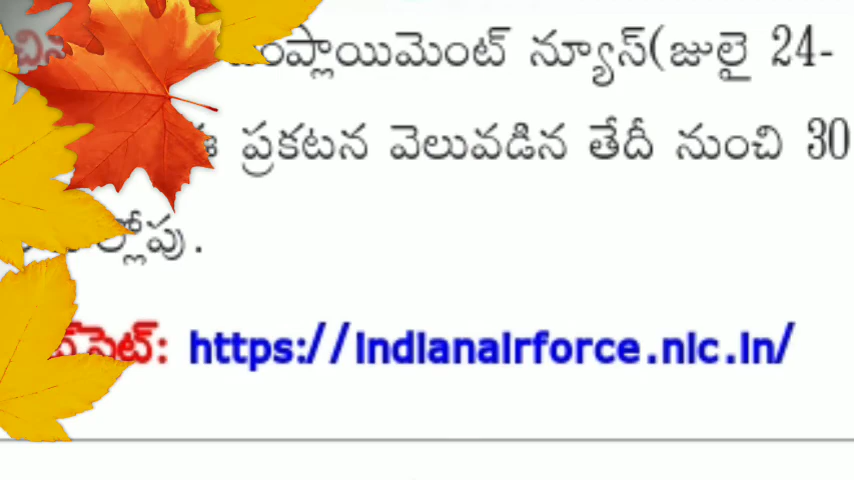 ఎంప్లాయిమెంట్ న్యూస్(జులై 24-
ఈ ప్రకటన వెలువడిన తేదీ నుంచి 30
వెబ్‌సైట్: https://indianairforce.nic.in/